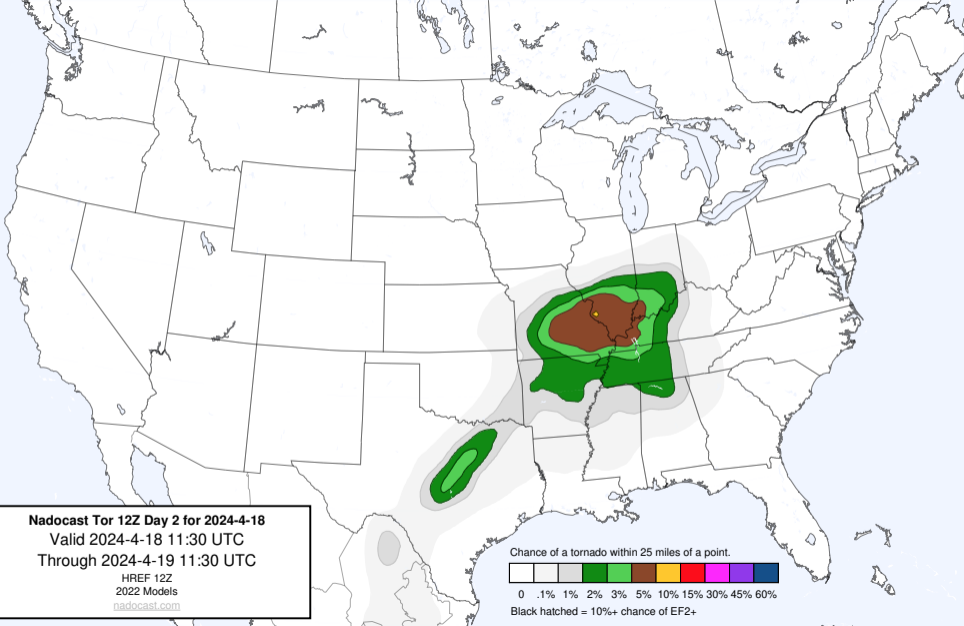 Nadocast Tor 12Z Day 2 for 2024-4-18
Valid 2024-4-18 11:30 UTC
Through 2024-4-19 11:30 UTC
HREF 12Z
2022 Models
nadocast.com
Chance of a tornado within 25 miles of a point.
0 .1% 1% 2% 3% 5% 10% 15% 30% 45% 60%
Black hatched = 10%+ chance of EF2+